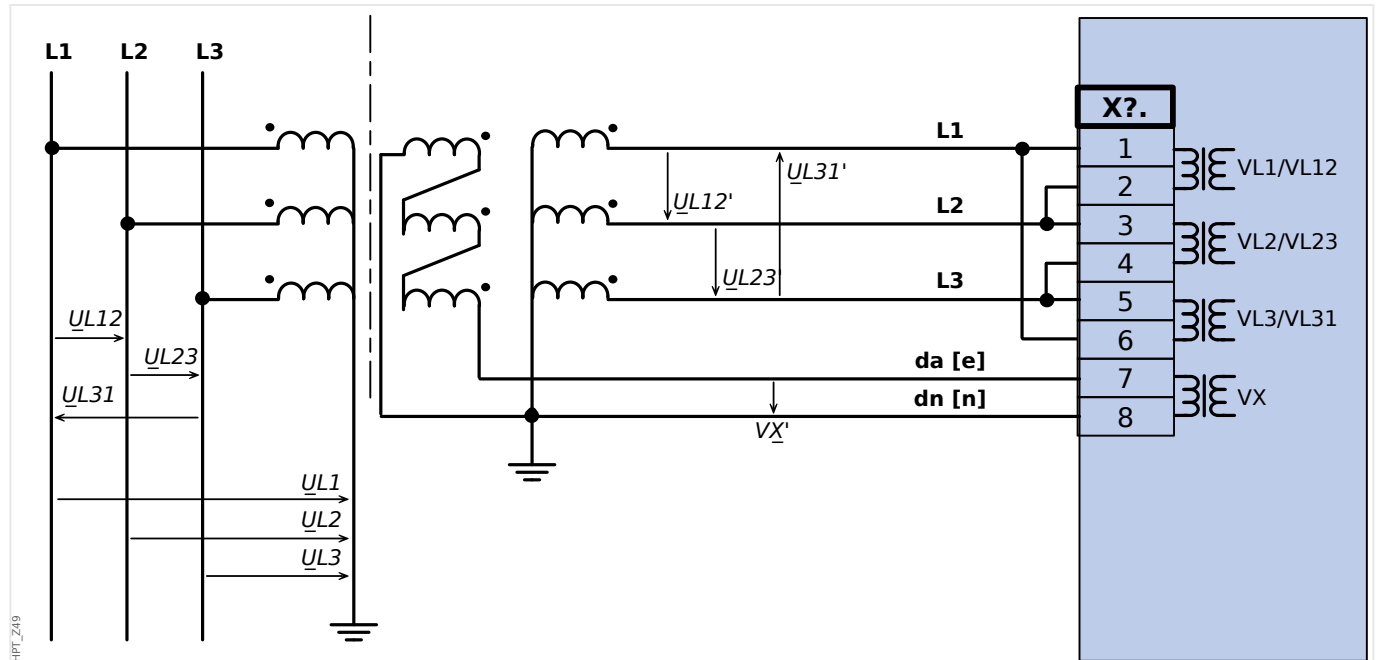 L1 L2 L3
X?.
L1
1
VL1/VL12
UL31'
2
UL12'
L2
3
VL2/VL23
4
UL23'
L3
5
VL3/VL31
UL12
6
UL23
da [e]
7
UL31
dn [n]
VX
8
VX'
UL1
UL2
UL3
HPT_Z49